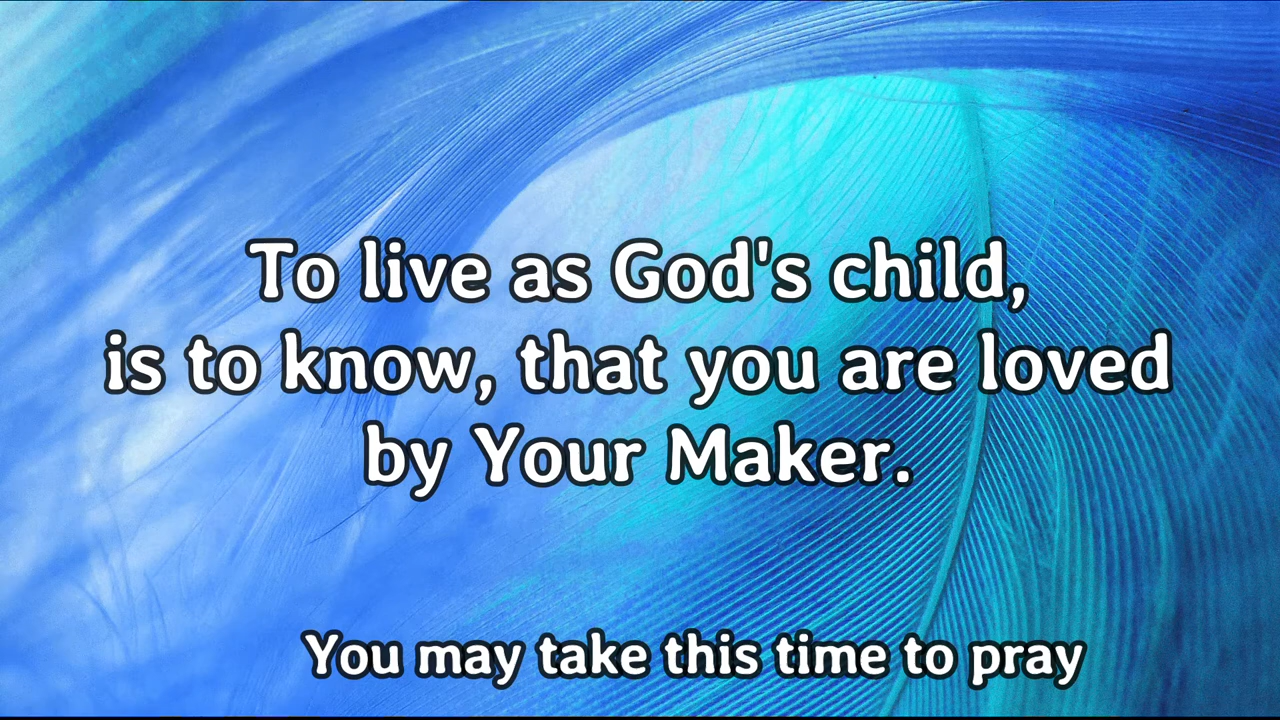 To live as God's child,
is to know, that you are loved
by Your Maker.
You may take this time to pray